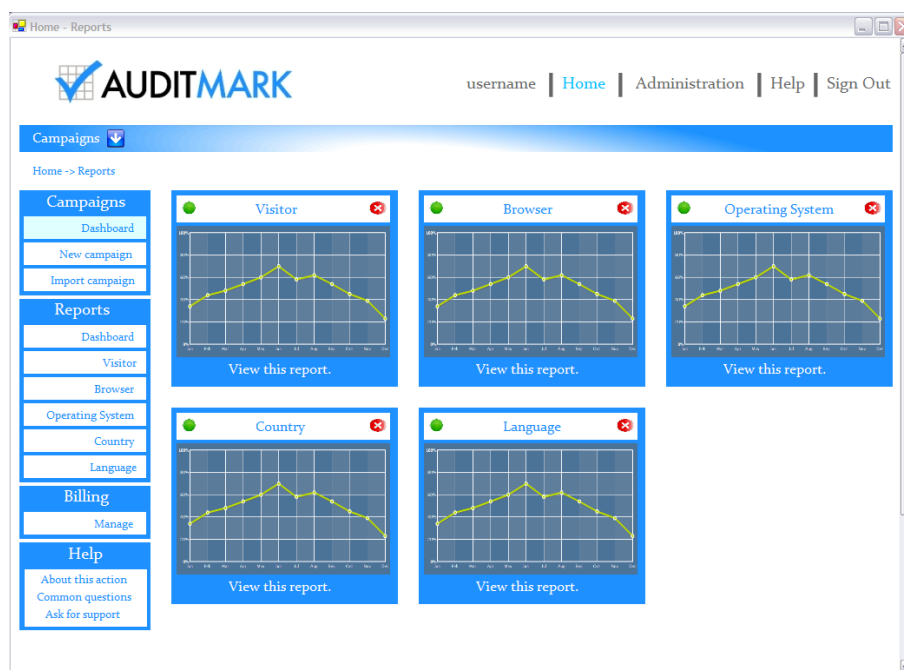 Home - Reports
AUDITMARK
username Home Administration Help Sign Out
Campaigns
Home -> Reports
Campaigns
Dashboard
New campaign
Import campaign
Reports
Dashboard
Visitor
Browser
Operating System
Country
Language
Billing
Manage
Help
About this action
Common questions
Ask for support
Visitor
View this report.
Browser
View this report.
Operating System
View this report.
Country
View this report.
Language
View this report.